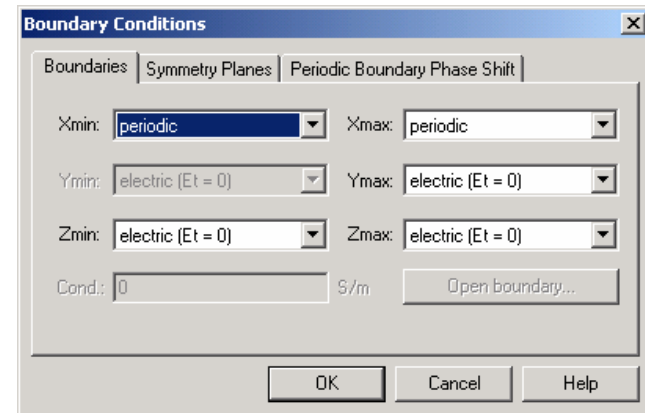 Boundary Conditions
Boundaries Symmetry Planes Periodic Boundary Phase Shift
Xmin: periodic Xmax: periodic
Ymin: electric (Et = 0) Ymax: electric (Et = 0)
Zmin: electric (Et = 0) Zmax: electric (Et = 0)
Cond.: 0 S/m Open boundary...
OK Cancel Help